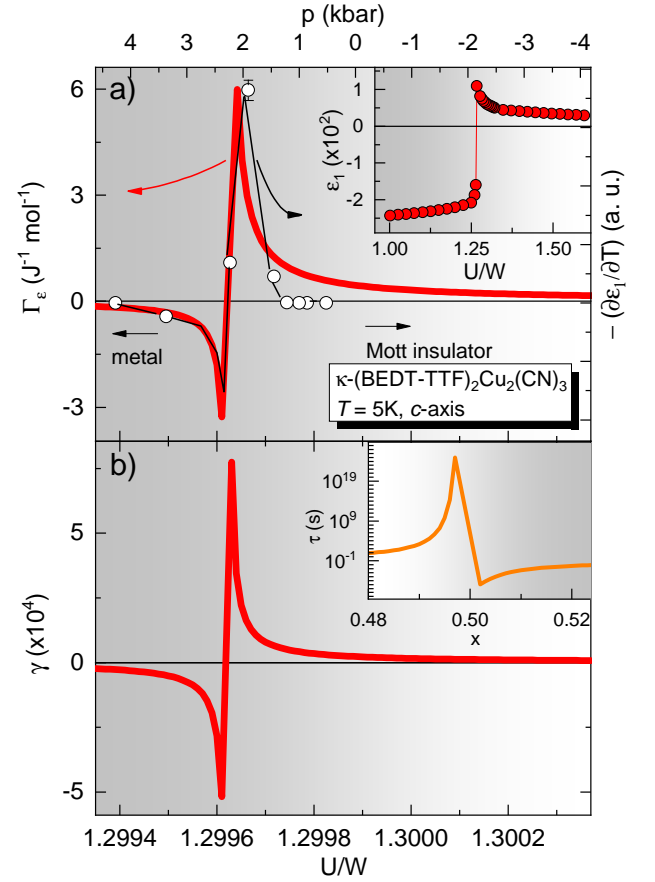 p (kbar)
4 3 2 1 0 -1 -2 -3 -4
a)
6
3
0
-3
Γε (J⁻¹ mol⁻¹)
– (∂ε₁/∂T) (a. u.)
ε₁ (x10²)
1
0
-1
-2
1.00 1.25 1.50
U/W
metal
Mott insulator
κ-(BEDT-TTF)₂Cu₂(CN)₃
T = 5K, c-axis
b)
5
0
-5
γ (x10⁴)
τ (s)
10¹⁹
10⁹
10⁻¹
0.48 0.50 0.52
x
1.2994 1.2996 1.2998 1.3000 1.3002
U/W